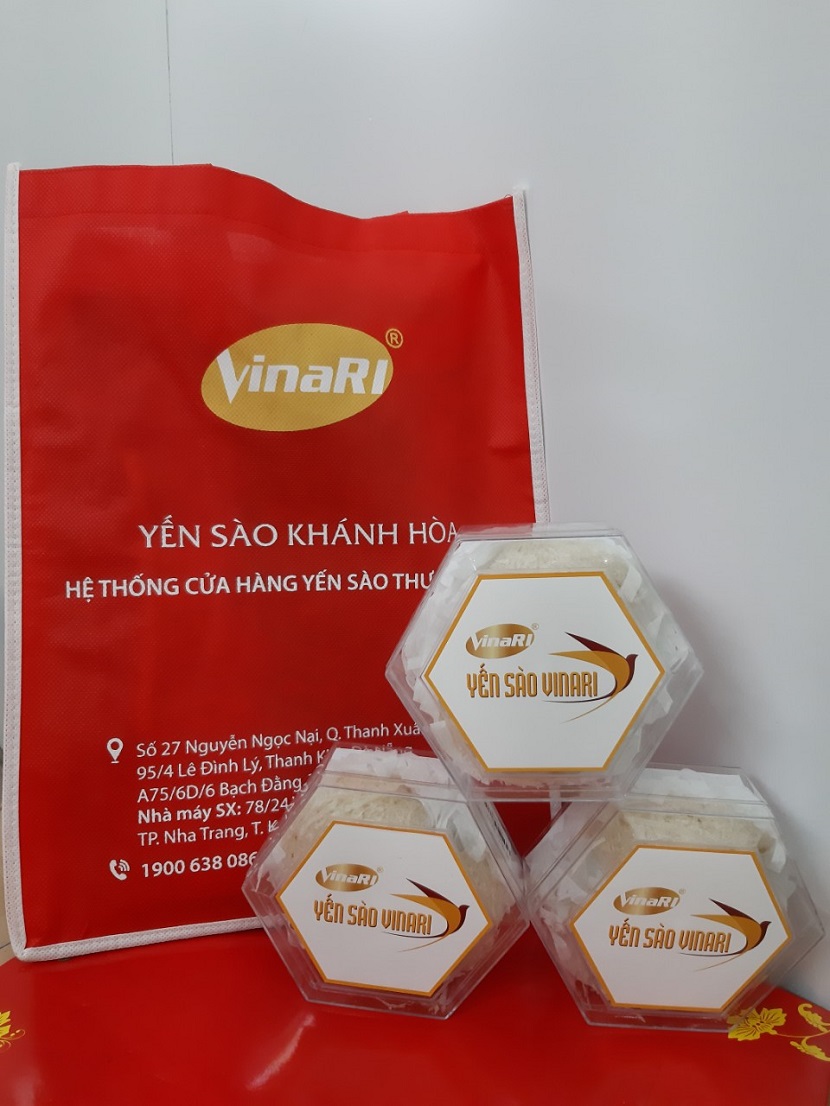 VinaRI®
YẾN SÀO KHÁNH HÒA
HỆ THỐNG CỬA HÀNG YẾN SÀO
Số 27 Nguyễn Ngọc Nại, Q. Thanh
95/4 Lê Đình Lý, Thanh
A75/6D/6 Bạch Đằng
Nhà máy SX: 78/24
TP. Nha Trang, T.
1900 638 086
VinaRI®
YẾN SÀO VINARI
VinaRI®
YẾN SÀO VINARI
VinaRI®
YẾN SÀO VINARI